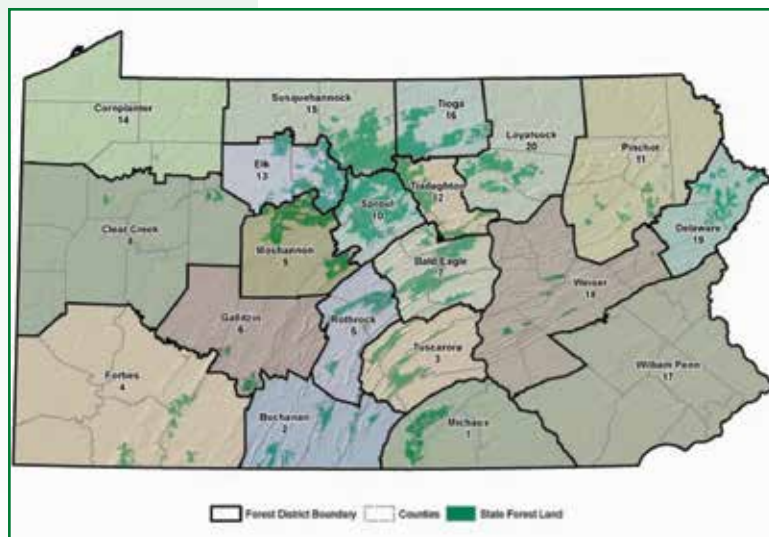 Cornplanter
14
Susquehannock
15
Tioga
16
Loyalsock
20
Pinchot
11
Elk
13
Tiadaghton
12
Sproul
10
Delaware
19
Clear Creek
8
Moshannon
9
Bald Eagle
7
Weiser
18
Gallitzin
6
Rothrock
5
Tuscarora
3
William Penn
17
Forbes
4
Buchanan
2
Michaux
1
Forest District Boundary
Counties
State Forest Land